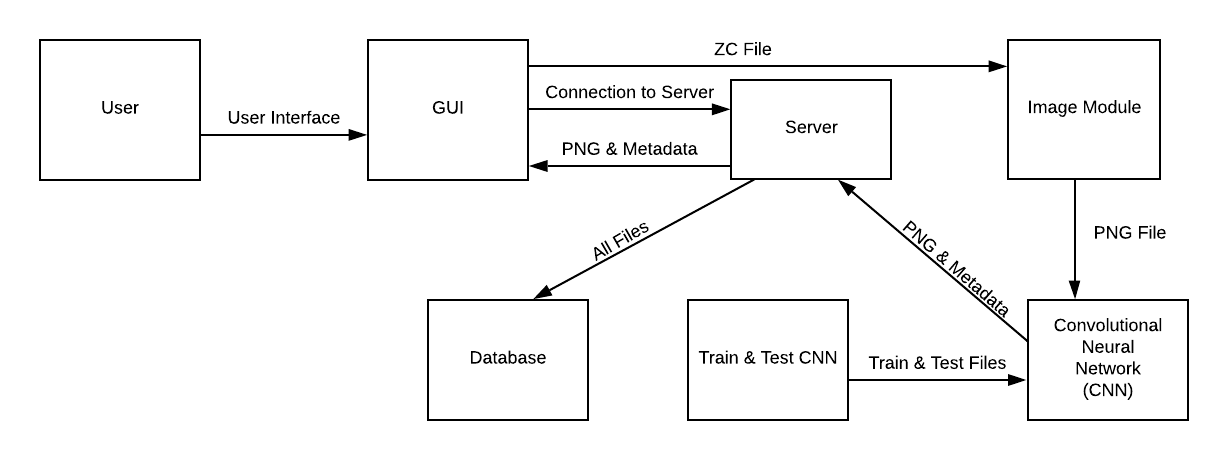 ZC File
Connection to Server
User
GUI
Image Module
User Interface
Server
PNG & Metadata
All Files
PNG & Metadata
PNG File
Database
Train & Test CNN
Train & Test Files
Convolutional
Neural
Network
(CNN)